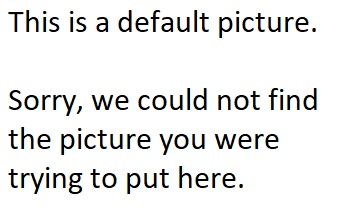 This is a default picture.
Sorry, we could not find
the picture you were
trying to put here.